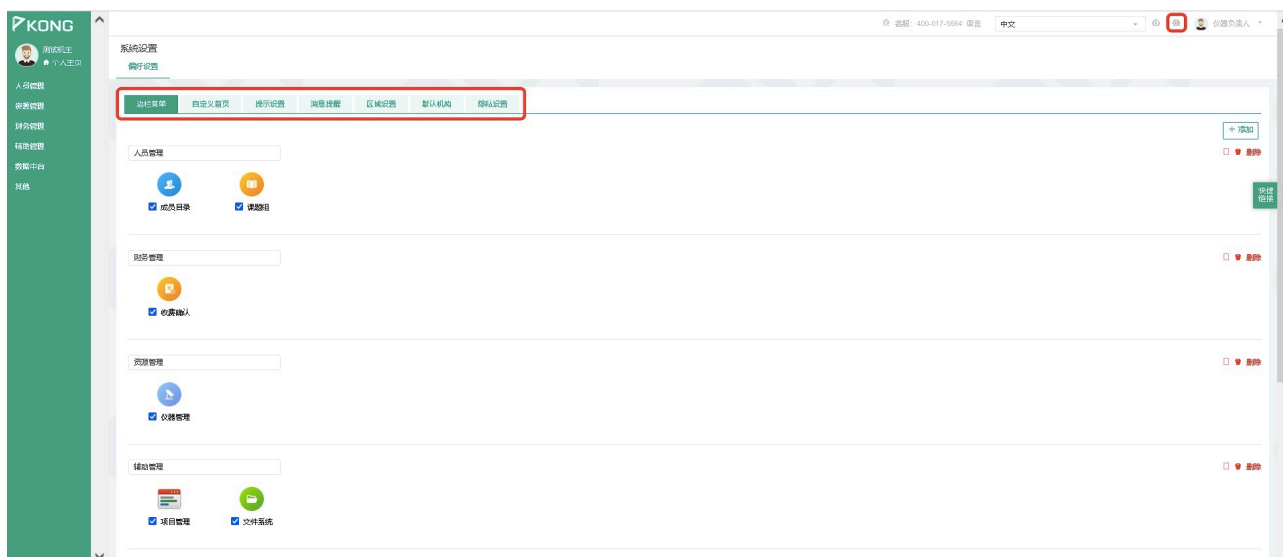 KONG
客服: 400-017-5664 语言 中文
仪器负责人
测试机主
个人主页
人员管理
资源管理
财务管理
辅助管理
数据中台
其他
系统设置
偏好设置
边栏菜单 自定义首页 提示设置 消息提醒 区域设置 默认机构 隐私设置
+ 添加
人员管理 删除
成员目录 课题组
快捷
链接
财务管理 删除
收费确认
资源管理 删除
仪器管理
辅助管理 删除
项目管理 文件系统